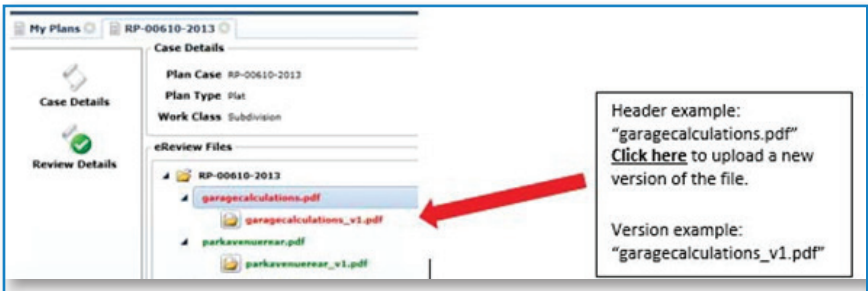 My Plans
RP-00610-2013
Case Details
Plan Case RP-00610-2013
Plan Type Plat
Work Class Subdivision
Case Details
Review Details
eReview Files
RP-00610-2013
garagecalculations.pdf
garagecalculations_v1.pdf
parkavenuerear.pdf
parkavenuerear_v1.pdf
Header example:
“garagecalculations.pdf”
Click here to upload a new
version of the file.
Version example:
“garagecalculations_v1.pdf”